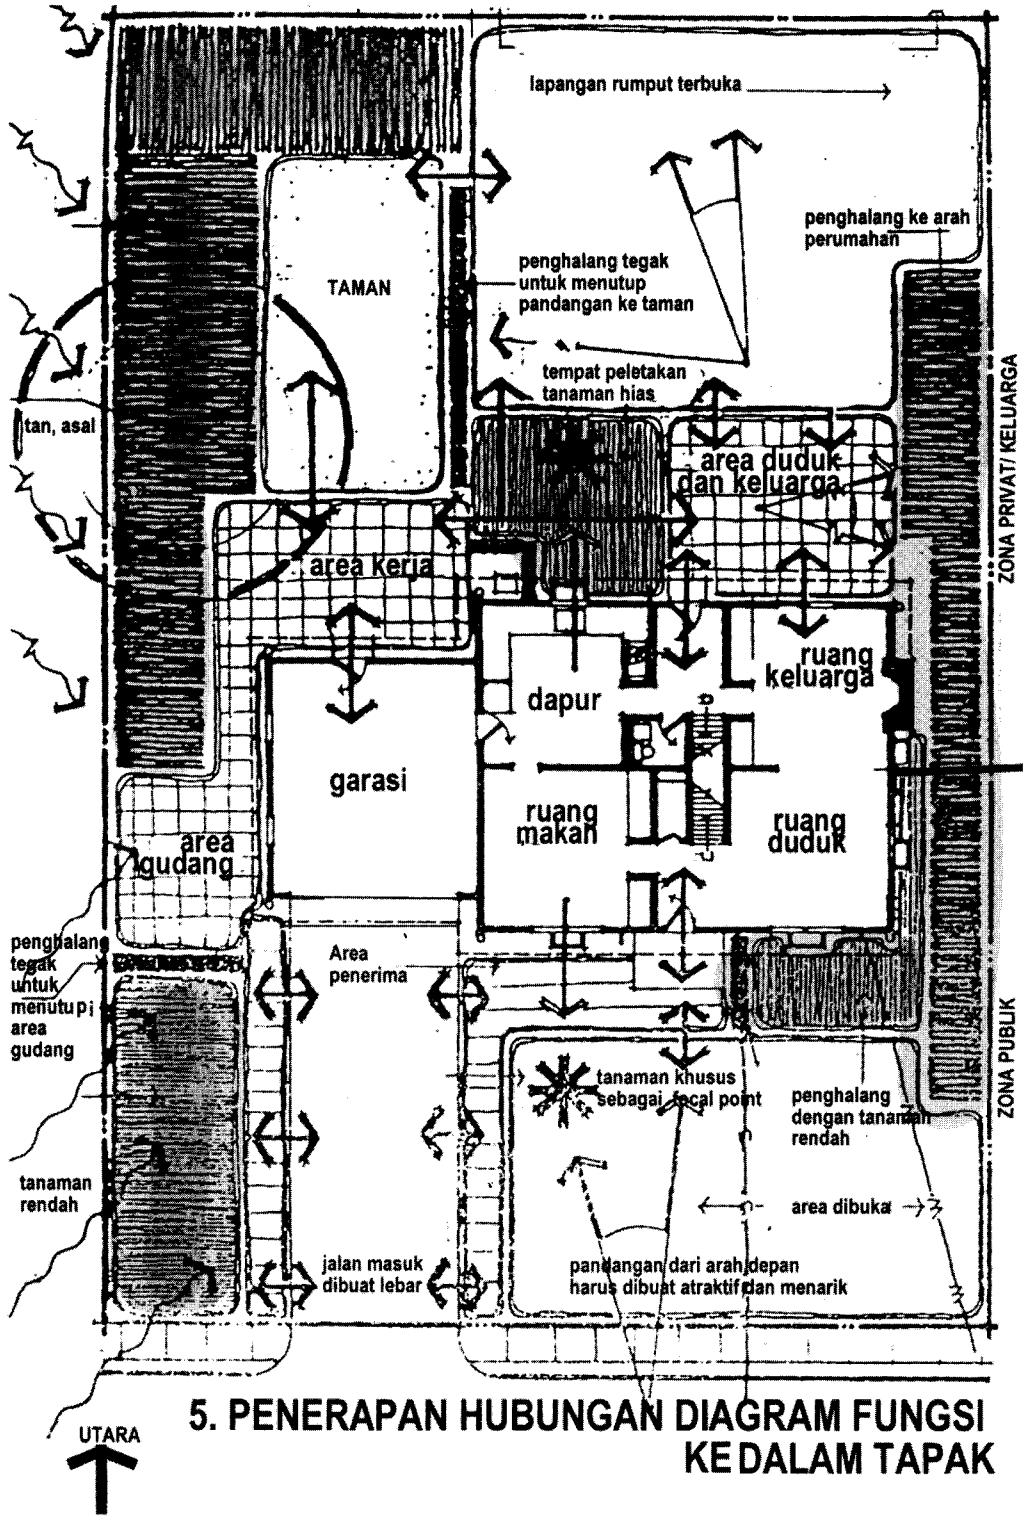 lapangan rumput terbuka
penghalang ke arah
perumahan
penghalang tegak
untuk menutup
pandangan ke taman
TAMAN
tempat peletakan
tanaman hias
tan, asal
area duduk
dan keluarga
ZONA PRIVAT/ KELUARGA
area kerja
ruang
keluarga
dapur
garasi
ruang
makan
ruang
duduk
area
gudang
penghalang
tegak
untuk
menutupi
area
gudang
Area
penerima
ZONA PUBLIK
tanaman khusus
sebagai focal point
penghalang
dengan tanaman
rendah
tanaman
rendah
area dibuka
jalan masuk
dibuat lebar
pandangan dari arah depan
harus dibuat atraktif dan menarik
5. PENERAPAN HUBUNGAN DIAGRAM FUNGSI
KEDALAM TAPAK
UTARA